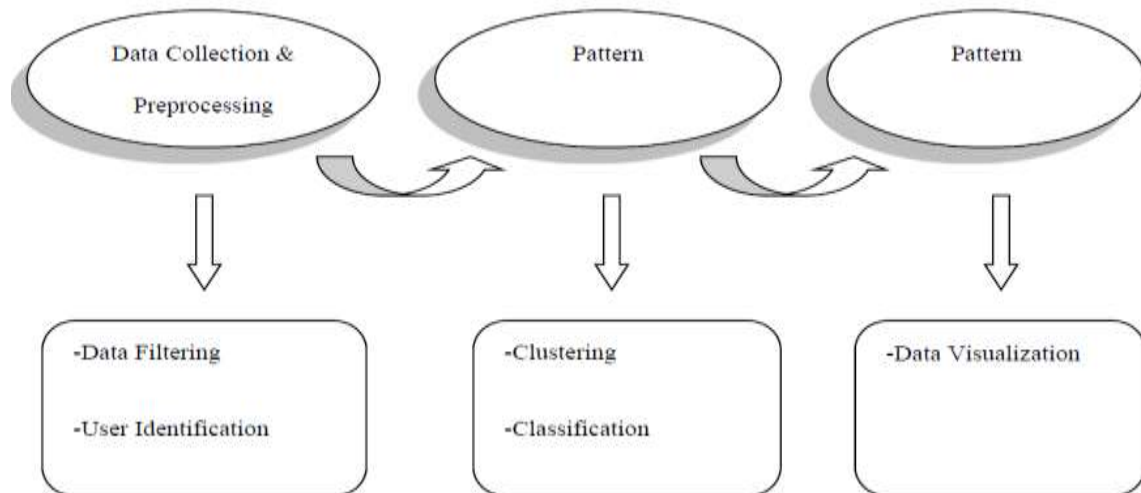 Data Collection &
Preprocessing
Pattern
Pattern
-Data Filtering
-User Identification
-Clustering
-Classification
-Data Visualization